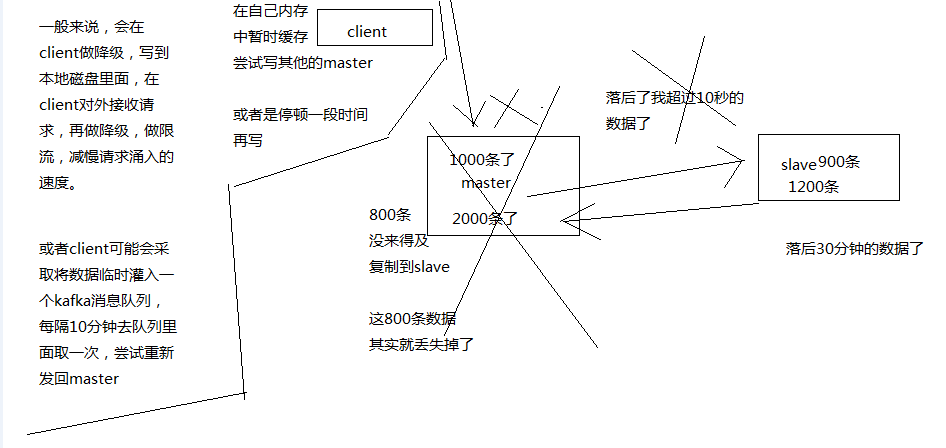 一般来说，会在
client做降级，写到
本地磁盘里面，在
client对外接收请
求，再做降级，做限
流，减慢请求涌入的
速度。
或者client可能会采
取将数据临时灌入一
个kafka消息队列，
每隔10分钟去队列里
面取一次，尝试重新
发回master
在自己内存
中暂时缓存
尝试写其他的master
或者是停顿一段时间
再写
client
1000条了
master
2000条了
800条
没来得及
复制到slave
这800条数据
其实就丢失掉了
落后了我超过10秒的
数据了
slave900条
1200条
落后30分钟的数据了